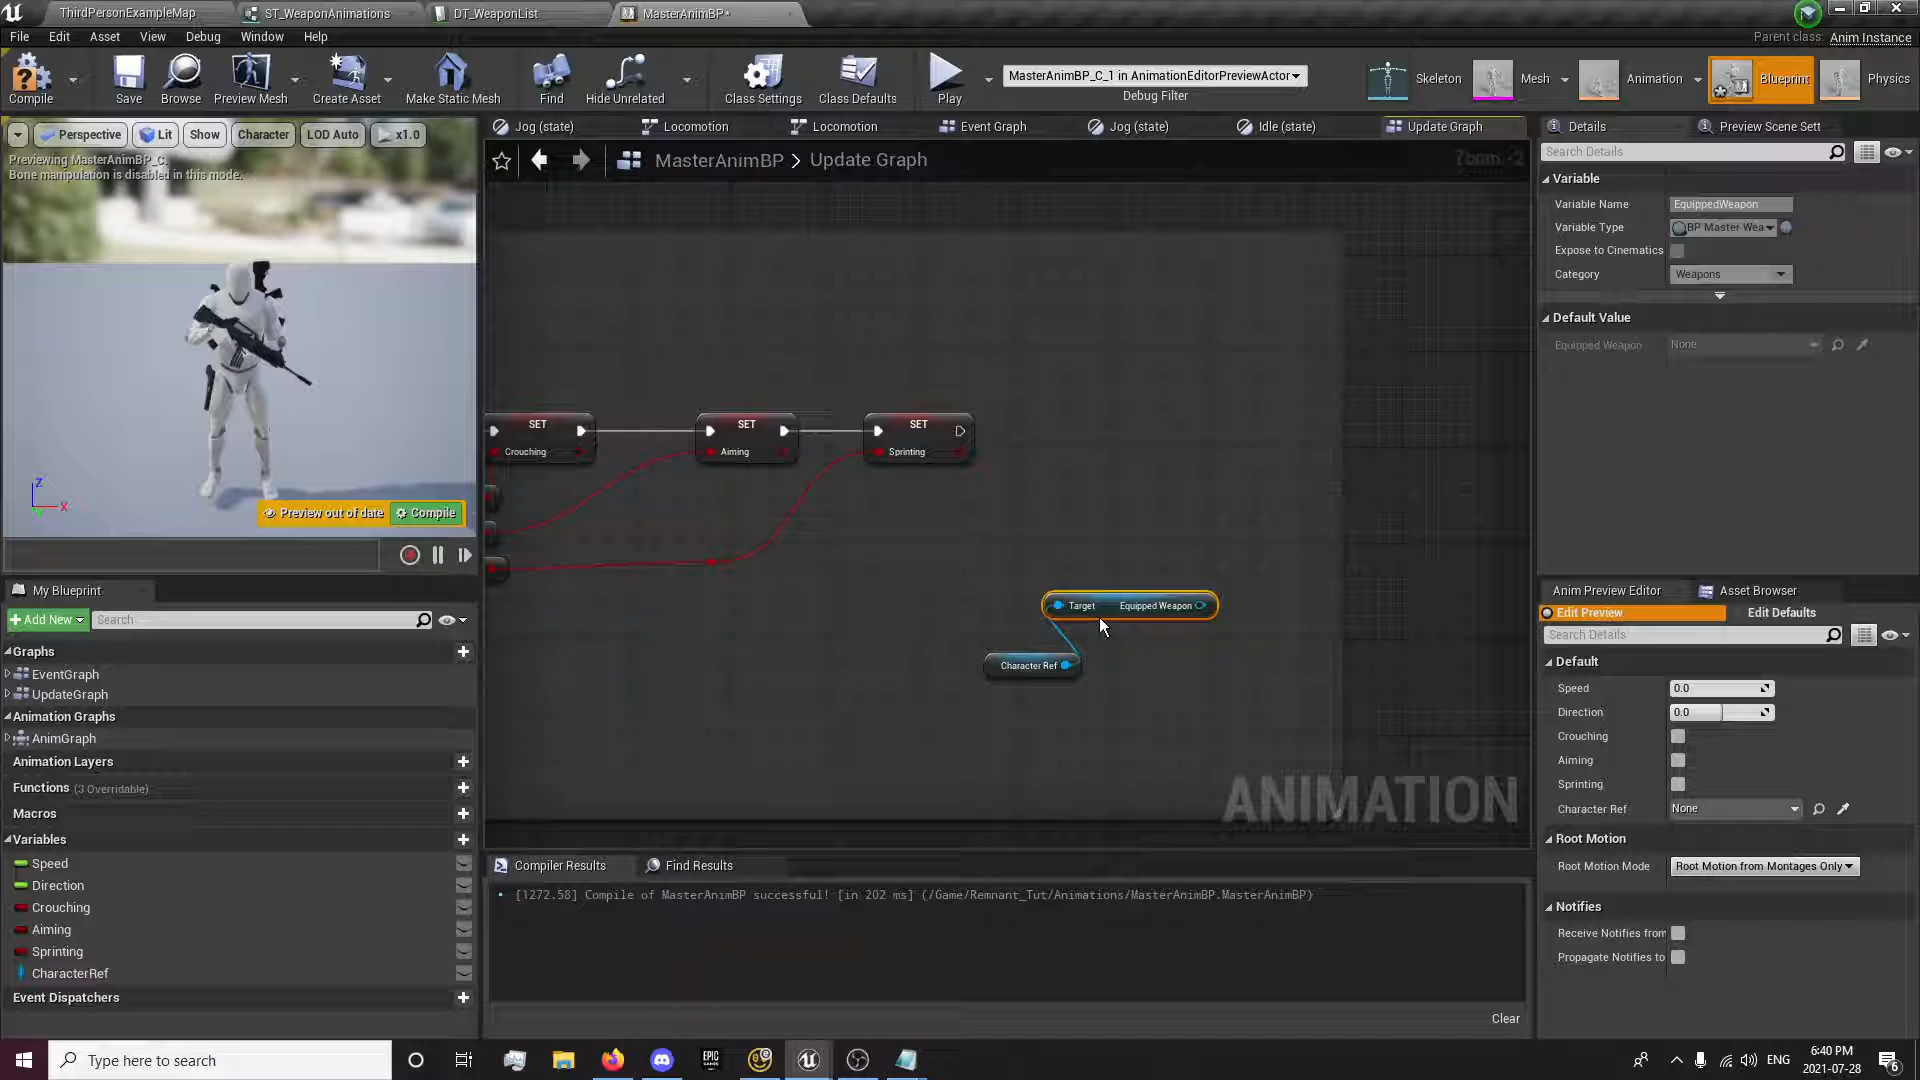 ThirdPersonExampleMap
ST_WeaponAnimations
DT_WeaponList
MasterAnimBP*
File Edit Asset View Debug Window Help
Parent class: Anim Instance
Compile
Save
Browse
Preview Mesh
Create Asset
Make Static Mesh
Find
Hide Unrelated
Class Settings
Class Defaults
Play
MasterAnimBP_C_1 in AnimationEditorPreviewActor
Debug Filter
Skeleton
Mesh
Animation
Blueprint
Physics
Perspective Lit Show Character LOD Auto x1.0
Previewing MasterAnimBP_C.
Bone manipulation is disabled in this mode.
Z
X
Y
Preview out of date
Compile
Jog (state)
Locomotion
Locomotion
Event Graph
Jog (state)
Idle (state)
Update Graph
MasterAnimBP > Update Graph
Zoom -2
SET
Crouching
SET
Aiming
SET
Sprinting
Target Equipped Weapon
Character Ref
ANIMATION
My Blueprint
Add New
Search
Graphs
EventGraph
UpdateGraph
Animation Graphs
AnimGraph
Animation Layers
Functions (3 Overridable)
Macros
Variables
Speed
Direction
Crouching
Aiming
Sprinting
CharacterRef
Event Dispatchers
Compiler Results
Find Results
[1272.58] Compile of MasterAnimBP successful! [in 202 ms] (/Game/Remnant_Tut/Animations/MasterAnimBP.MasterAnimBP)
Clear
Details
Preview Scene Sett
Search Details
Variable
Variable Name EquippedWeapon
Variable Type BP Master Wea
Expose to Cinematics
Category Weapons
Default Value
Equipped Weapon None
Anim Preview Editor
Asset Browser
Edit Preview
Edit Defaults
Search Details
Default
Speed 0.0
Direction 0.0
Crouching
Aiming
Sprinting
Character Ref None
Root Motion
Root Motion Mode Root Motion from Montages Only
Notifies
Receive Notifies from
Propagate Notifies to
Type here to search
EPIC
ENG
6:40 PM
2021-07-28
6